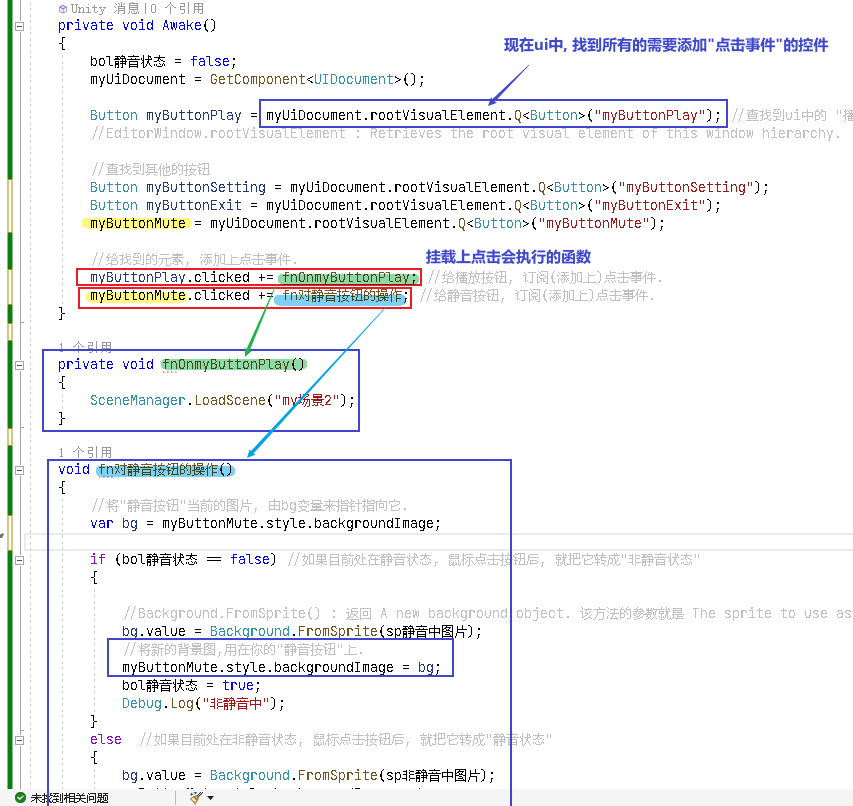 Unity 消息|0 个引用
private void Awake()
{
bol静音状态 = false;
现在ui中, 找到所有的需要添加"点击事件"的控件
myUiDocument = GetComponent<UIDocument>();
Button myButtonPlay = myUiDocument.rootVisualElement.Q<Button>("myButtonPlay"); //查找到ui中的 "播
//EditorWindow.rootVisualElement : Retrieves the root visual element of this window hierarchy.
//查找到其他的按钮
Button myButtonSetting = myUiDocument.rootVisualElement.Q<Button>("myButtonSetting");
Button myButtonExit = myUiDocument.rootVisualElement.Q<Button>("myButtonExit");
myButtonMute = myUiDocument.rootVisualElement.Q<Button>("myButtonMute");
//给找到的元素, 添加上点击事件.
挂载上点击会执行的函数
myButtonPlay.clicked += fnOnmyButtonPlay; //给播放按钮, 订阅(添加上)点击事件.
myButtonMute.clicked += fn对静音按钮的操作; //给静音按钮, 订阅(添加上)点击事件.
}
1 个引用
private void fnOnmyButtonPlay()
{
SceneManager.LoadScene("my场景2");
}
1 个引用
void fn对静音按钮的操作()
{
//将"静音按钮"当前的图片, 由bg变量来指针指向它.
var bg = myButtonMute.style.backgroundImage;
if (bol静音状态 == false) //如果目前处在静音状态, 鼠标点击按钮后, 就把它转成"非静音状态"
{
//Background.FromSprite() : 返回 A new background object. 该方法的参数就是 The sprite to use as
bg.value = Background.FromSprite(sp静音中图片);
//将新的背景图,用在你的"静音按钮"上.
myButtonMute.style.backgroundImage = bg;
bol静音状态 = true;
Debug.Log("非静音中");
}
else //如果目前处在非静音状态, 鼠标点击按钮后, 就把它转成"静音状态"
{
bg.value = Background.FromSprite(sp非静音中图片);
未找到相关问题